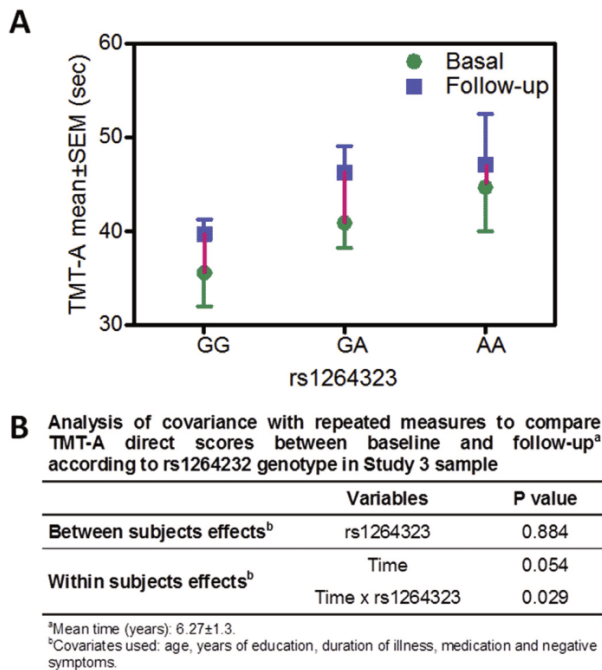 A
60
50
40
30
TMT-A mean±SEM (sec)
Basal
Follow-up
GG
GA
AA
rs1264323
B Analysis of covariance with repeated measures to compare
TMT-A direct scores between baseline and follow-upᵃ
according to rs1264232 genotype in Study 3 sample
Variables P value
Between subjects effectsᵇ rs1264323 0.884
Within subjects effectsᵇ Time 0.054
Time x rs1264323 0.029
ᵃMean time (years): 6.27±1.3.
ᵇCovariates used: age, years of education, duration of illness, medication and negative
symptoms.